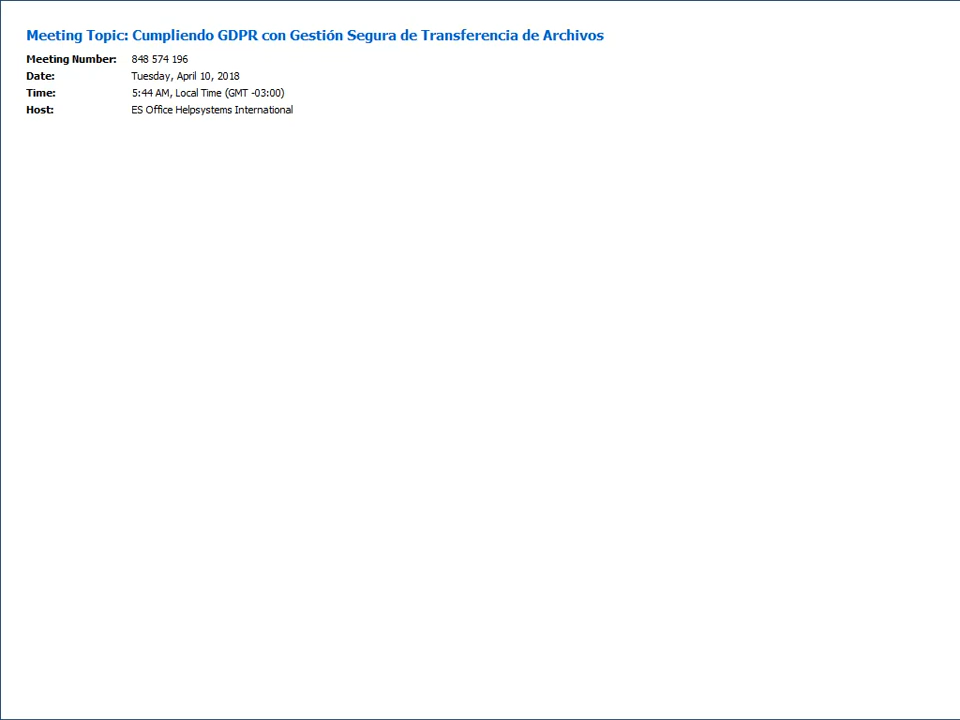 Meeting Topic: Cumpliendo GDPR con Gestión Segura de Transferencia de Archivos
Meeting Number: 848 574 196
Date: Tuesday, April 10, 2018
Time: 5:44 AM, Local Time (GMT -03:00)
Host: ES Office Helpsystems International